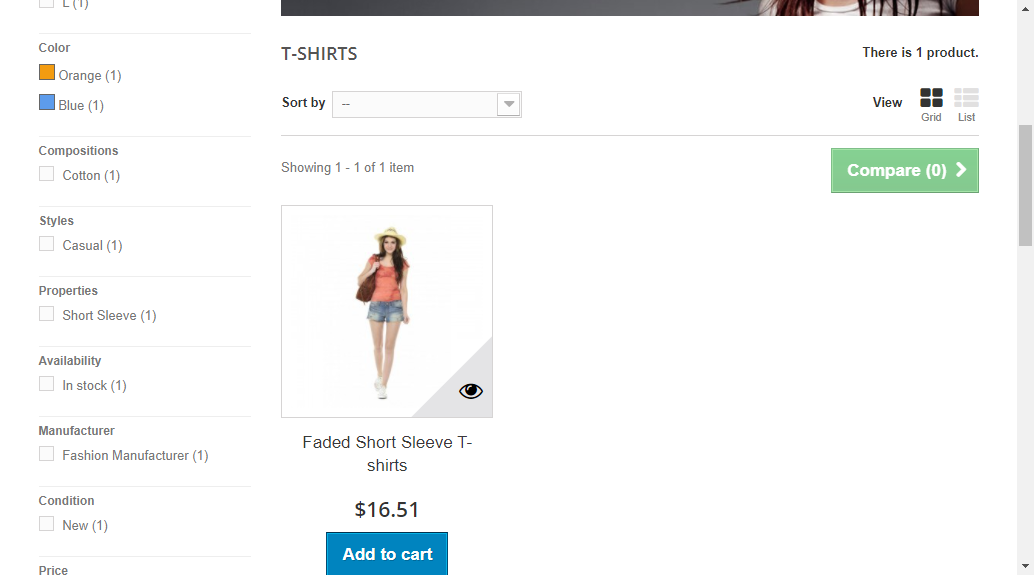 L (1)
Color
Orange (1)
Blue (1)
Compositions
Cotton (1)
Styles
Casual (1)
Properties
Short Sleeve (1)
Availability
In stock (1)
Manufacturer
Fashion Manufacturer (1)
Condition
New (1)
Price
T-SHIRTS
There is 1 product.
Sort by
--
View
Grid
List
Showing 1 - 1 of 1 item
Compare (0)
Faded Short Sleeve T-
shirts
$16.51
Add to cart